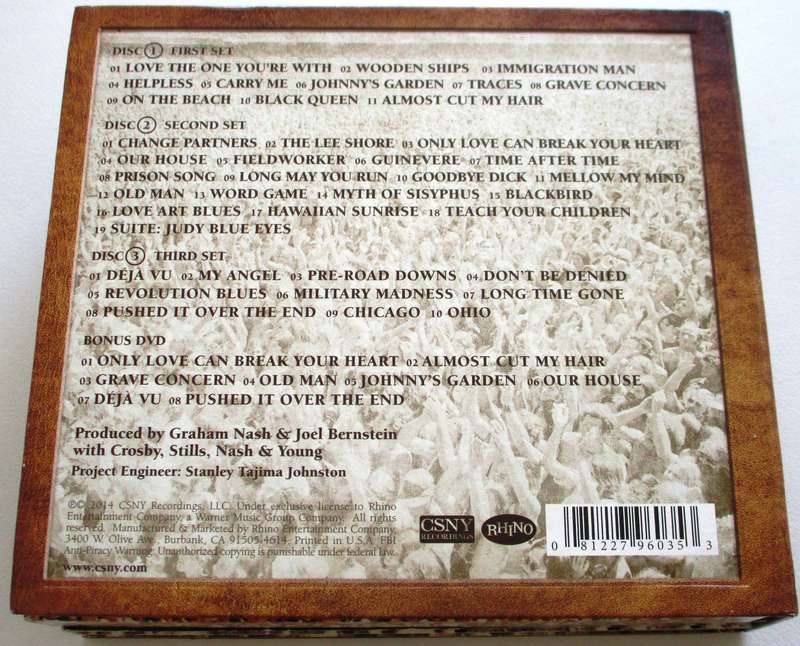 DISC 1 FIRST SET
01 LOVE THE ONE YOU'RE WITH 02 WOODEN SHIPS 03 IMMIGRATION MAN
04 HELPLESS 05 CARRY ME 06 JOHNNY'S GARDEN 07 TRACES 08 GRAVE CONCERN
09 ON THE BEACH 10 BLACK QUEEN 11 ALMOST CUT MY HAIR
DISC 2 SECOND SET
01 CHANGE PARTNERS 02 THE LEE SHORE 03 ONLY LOVE CAN BREAK YOUR HEART
04 OUR HOUSE 05 FIELDWORKER 06 GUINEVERE 07 TIME AFTER TIME
08 PRISON SONG 09 LONG MAY YOU RUN 10 GOODBYE DICK 11 MELLOW MY MIND
12 OLD MAN 13 WORD GAME 14 MYTH OF SISYPHUS 15 BLACKBIRD
16 LOVE ART BLUES 17 HAWAIIAN SUNRISE 18 TEACH YOUR CHILDREN
19 SUITE: JUDY BLUE EYES
DISC 3 THIRD SET
01 DÉJÀ VU 02 MY ANGEL 03 PRE-ROAD DOWNS 04 DON'T BE DENIED
05 REVOLUTION BLUES 06 MILITARY MADNESS 07 LONG TIME GONE
08 PUSHED IT OVER THE END 09 CHICAGO 10 OHIO
BONUS DVD
01 ONLY LOVE CAN BREAK YOUR HEART 02 ALMOST CUT MY HAIR
03 GRAVE CONCERN 04 OLD MAN 05 JOHNNY'S GARDEN 06 OUR HOUSE
07 DÉJÀ VU 08 PUSHED IT OVER THE END
Produced by Graham Nash & Joel Bernstein
with Crosby, Stills, Nash & Young
Project Engineer: Stanley Tajima Johnston
℗© 2014 CSNY Recordings, LLC. Under exclusive license to Rhino
Entertainment Company, a Warner Music Group Company. All rights
reserved. Manufactured & Marketed by Rhino Entertainment Company,
3400 W. Olive Ave., Burbank, CA 91505-4614. Printed in U.S.A. FBI
Anti-Piracy Warning: Unauthorized copying is punishable under federal law.
www.csny.com
CSNY
RECORDINGS
RHINO
0 81227 96035 3